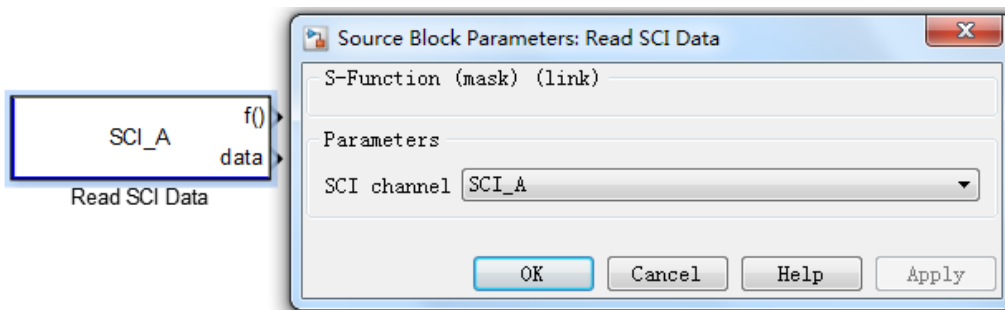 f()
SCI_A
data
Read SCI Data
Source Block Parameters: Read SCI Data
S-Function (mask) (link)
Parameters
SCI channel SCI_A
OK Cancel Help Apply